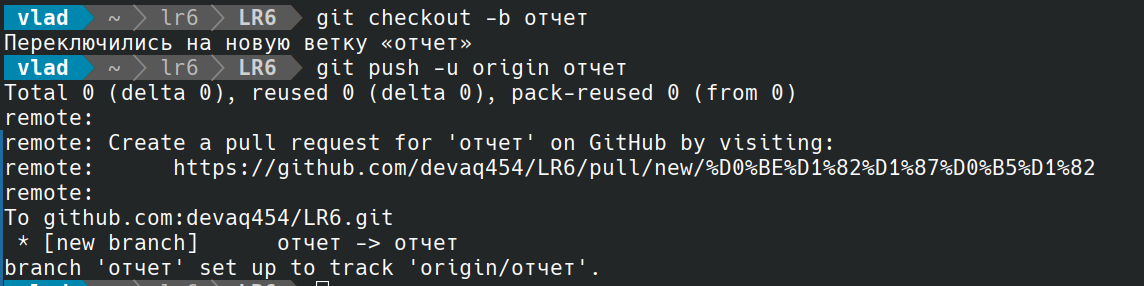 vlad ~ lr6 LR6 git checkout -b отчет
Переключились на новую ветку «отчет»
vlad ~ lr6 LR6 git push -u origin отчет
Total 0 (delta 0), reused 0 (delta 0), pack-reused 0 (from 0)
remote:
remote: Create a pull request for 'отчет' on GitHub by visiting:
remote:      https://github.com/devaq454/LR6/pull/new/%D0%BE%D1%82%D1%87%D0%B5%D1%82
remote:
To github.com:devaq454/LR6.git
 * [new branch]      отчет -> отчет
branch 'отчет' set up to track 'origin/отчет'.
vlad ~ lr6 LR6